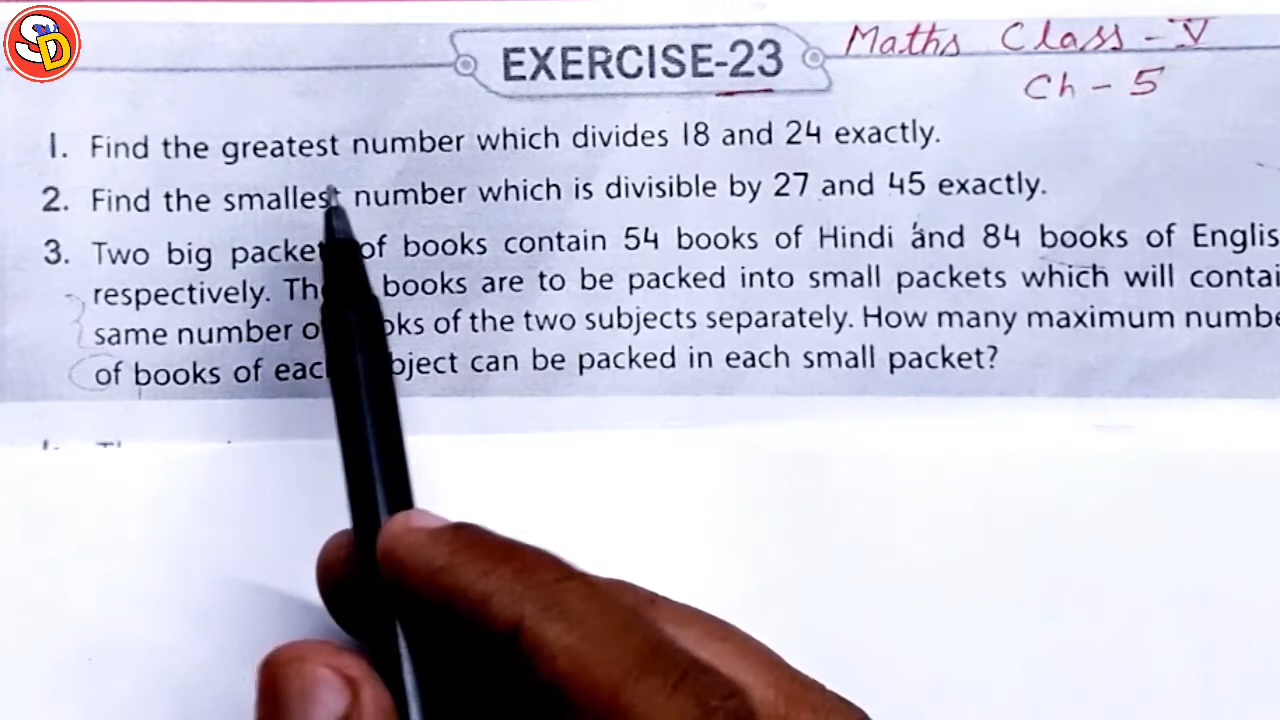 SD
EXERCISE-23
Maths Class - V
Ch - 5
1. Find the greatest number which divides 18 and 24 exactly.
2. Find the smallest number which is divisible by 27 and 45 exactly.
3. Two big packet of books contain 54 books of Hindi and 84 books of Englis
respectively. Th books are to be packed into small packets which will contai
same number o oks of the two subjects separately. How many maximum numbe
of books of eac bject can be packed in each small packet?